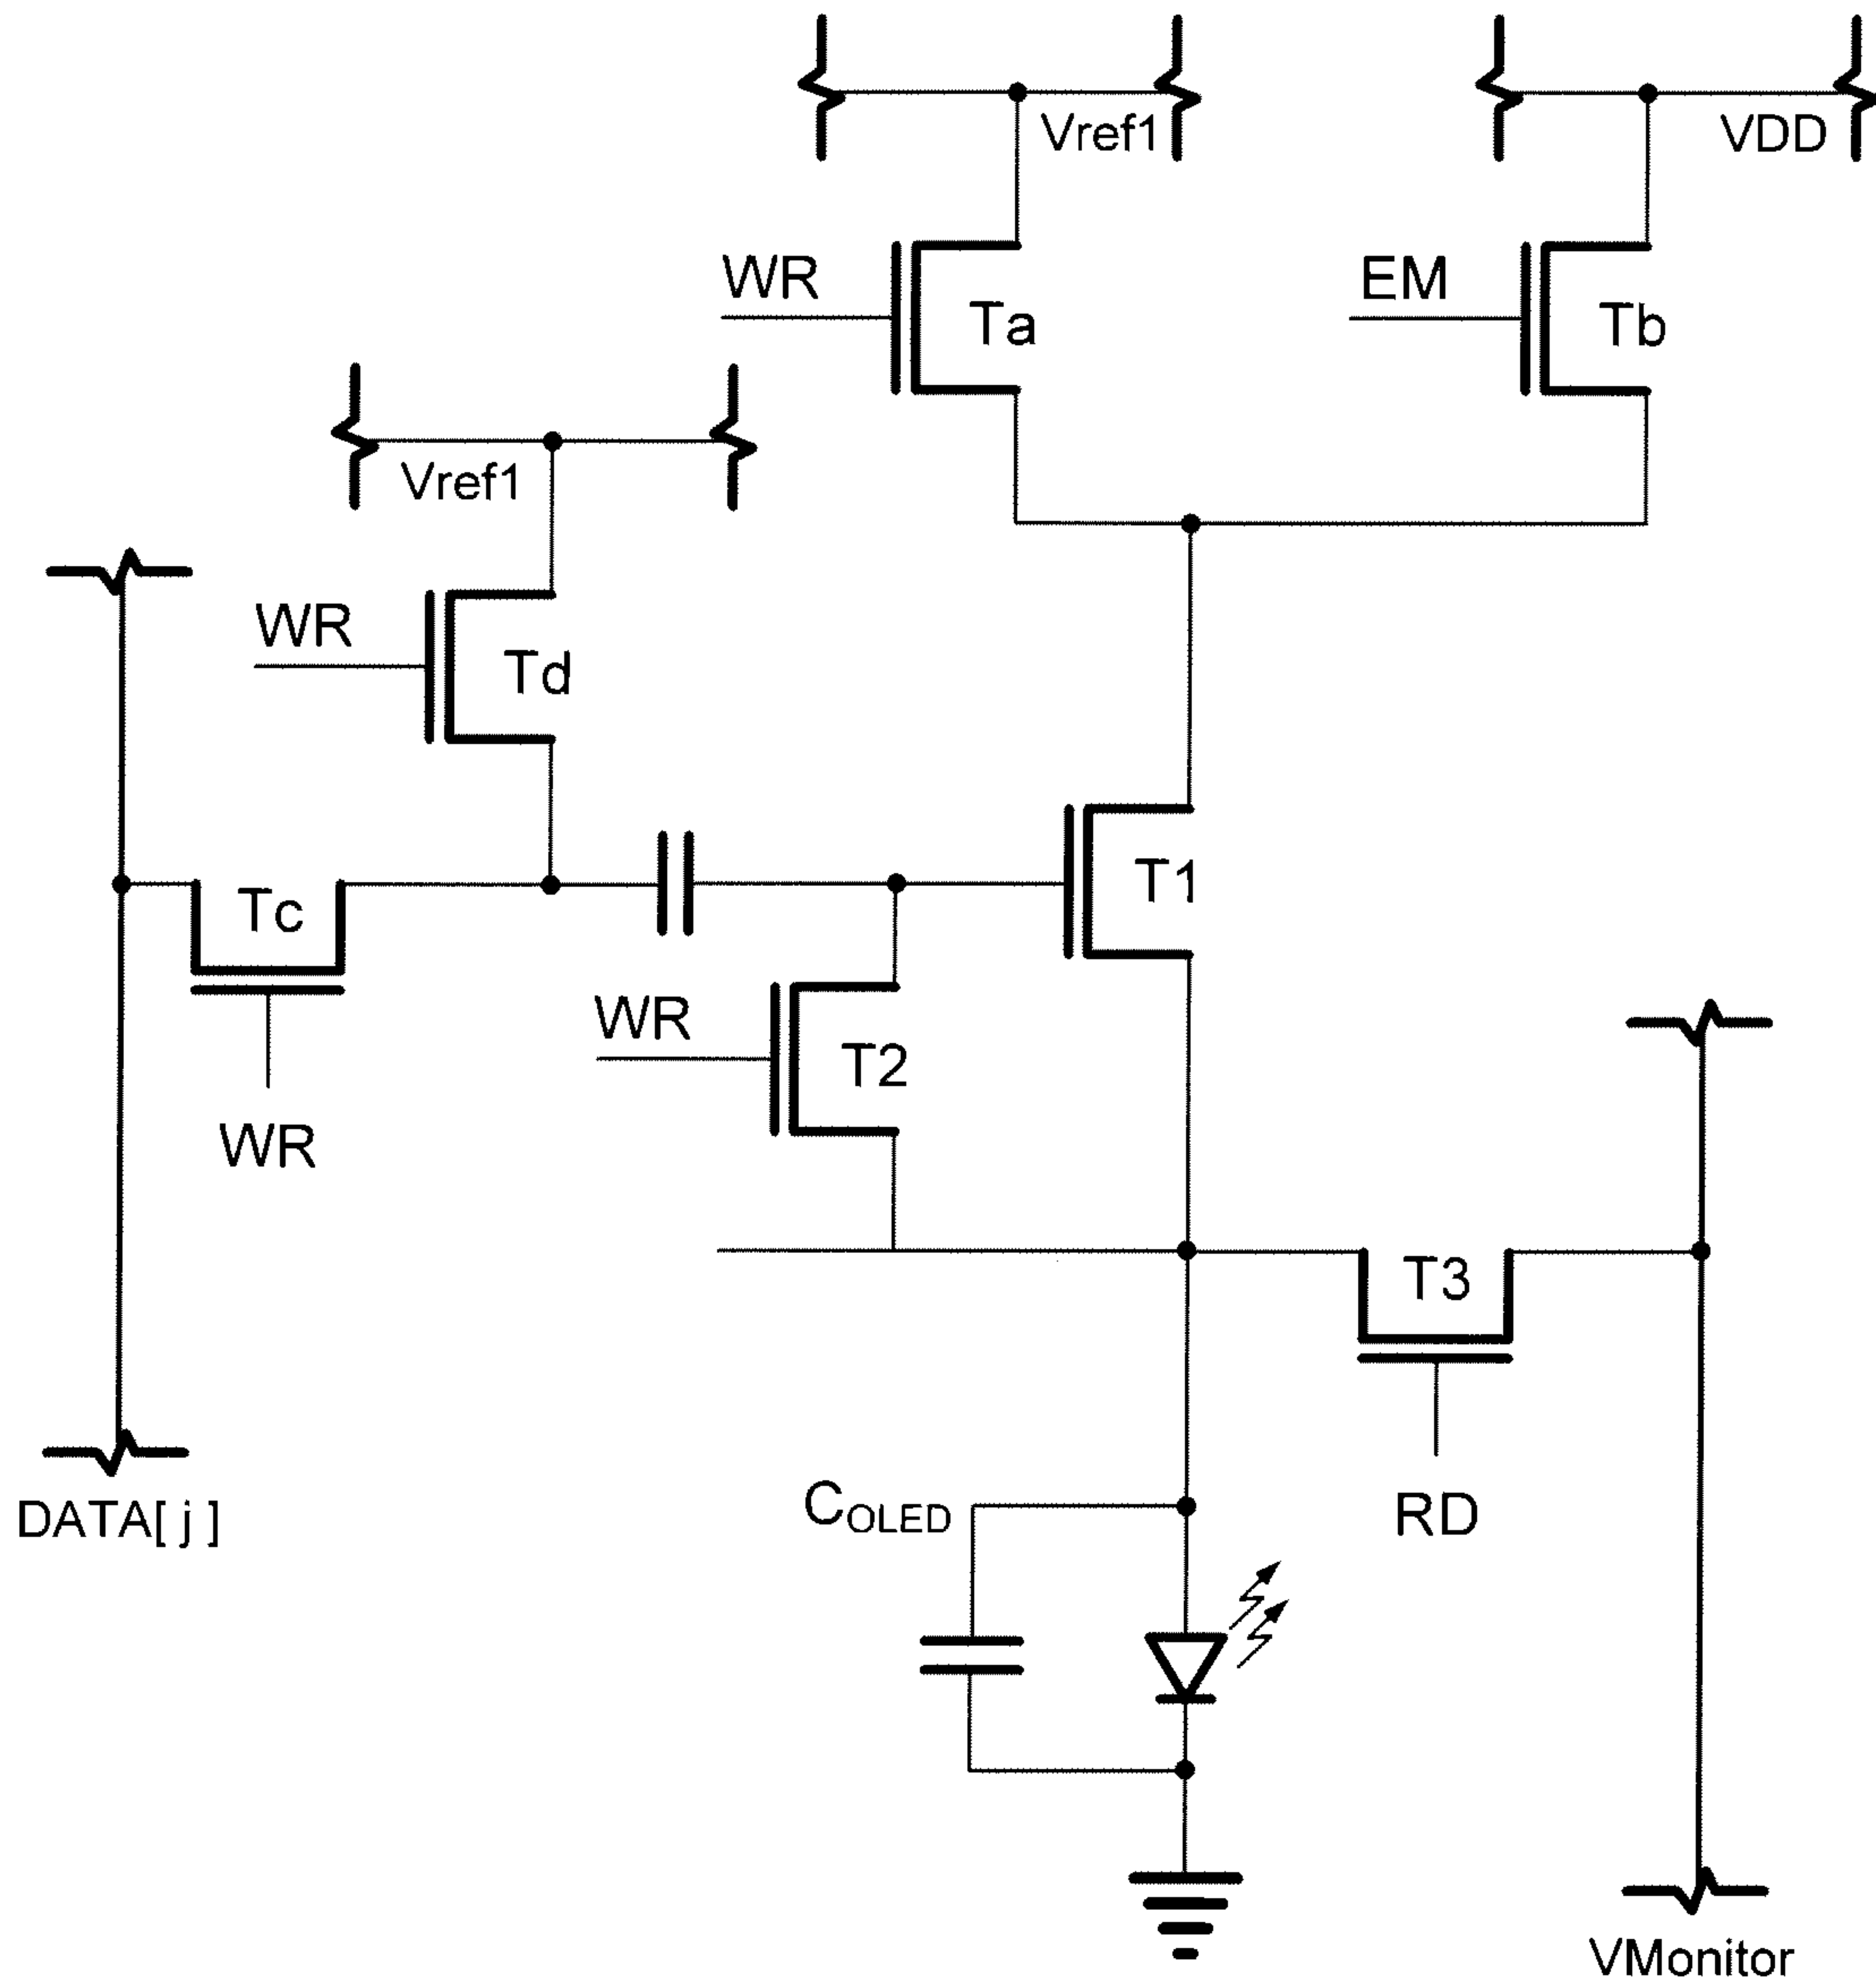 Vref1
VDD
WR
Ta
EM
Tb
Vref1
WR
Td
T1
Tc
WR
T2
WR
T3
COLED
RD
DATA[ j ]
VMonitor